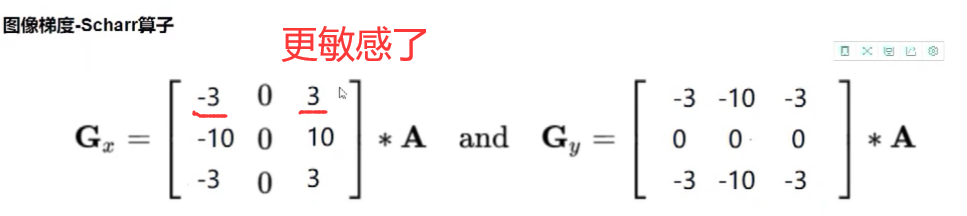 图像梯度-Scharr算子
更敏感了
Gx = [ -3 0 3 ; -10 0 10 ; -3 0 3 ] * A and Gy = [ -3 -10 -3 ; 0 0 0 ; -3 -10 -3 ] * A